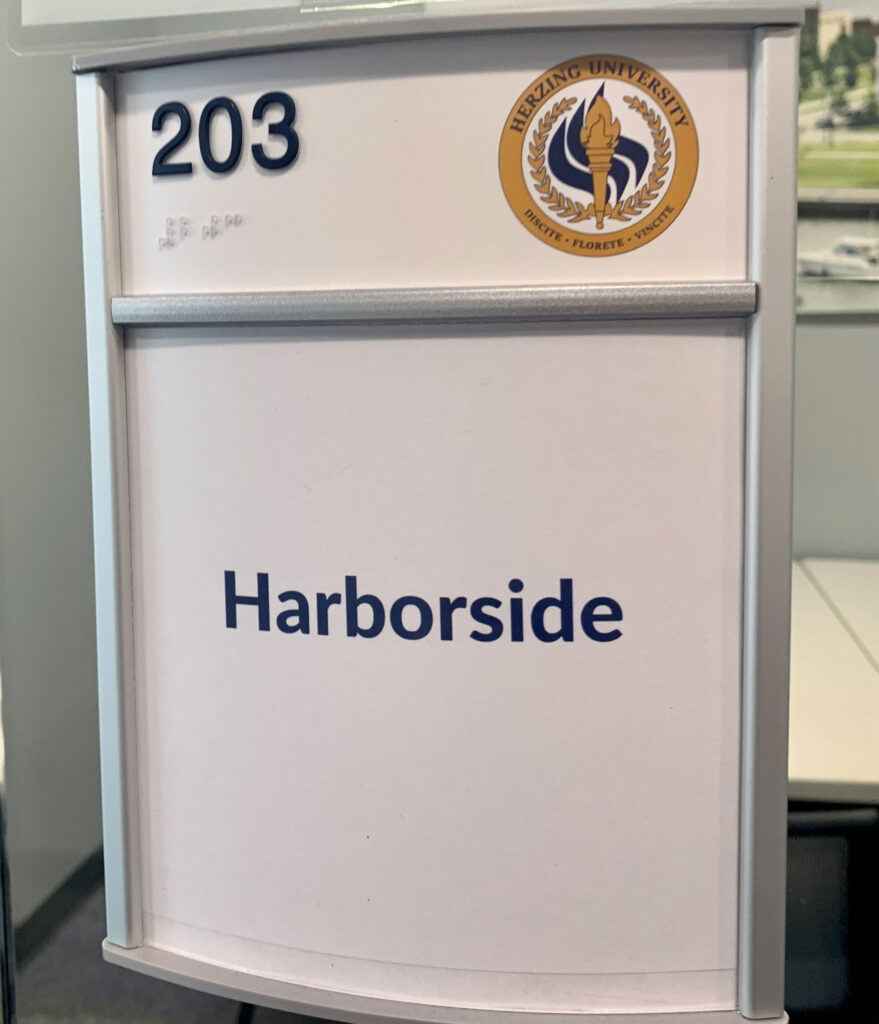 203
HERZING UNIVERSITY
DISCITE • FLORETE • VINCITE
Harborside